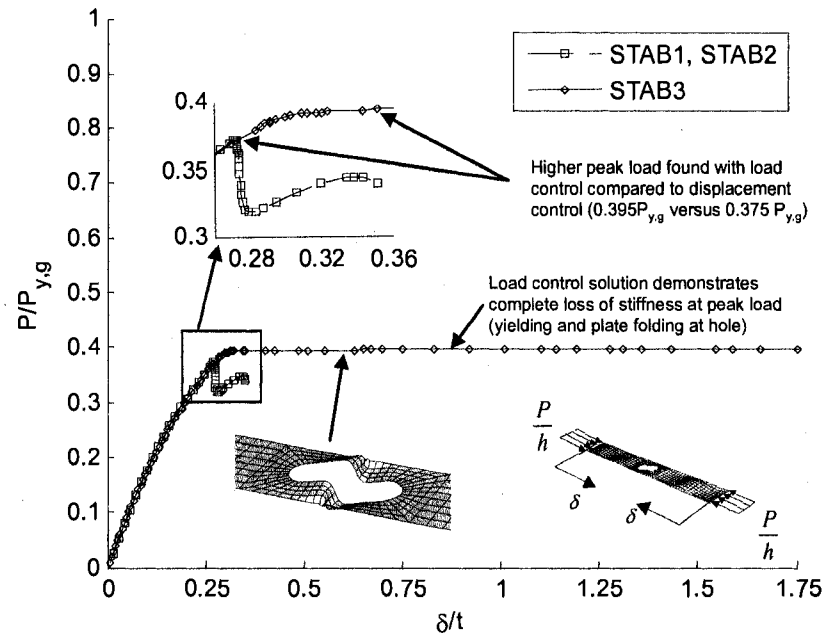 1
0.9
0.8
0.7
0.6
0.5
0.4
0.3
0.2
0.1
0
P/Py,g
0 0.25 0.5 0.75 1 1.25 1.5 1.75
δ/t
STAB1, STAB2
STAB3
0.4
0.35
0.3
0.28 0.32 0.36
Higher peak load found with load
control compared to displacement
control (0.395Py,g versus 0.375 Py,g)
Load control solution demonstrates
complete loss of stiffness at peak load
(yielding and plate folding at hole)
P
h
δ
δ
P
h